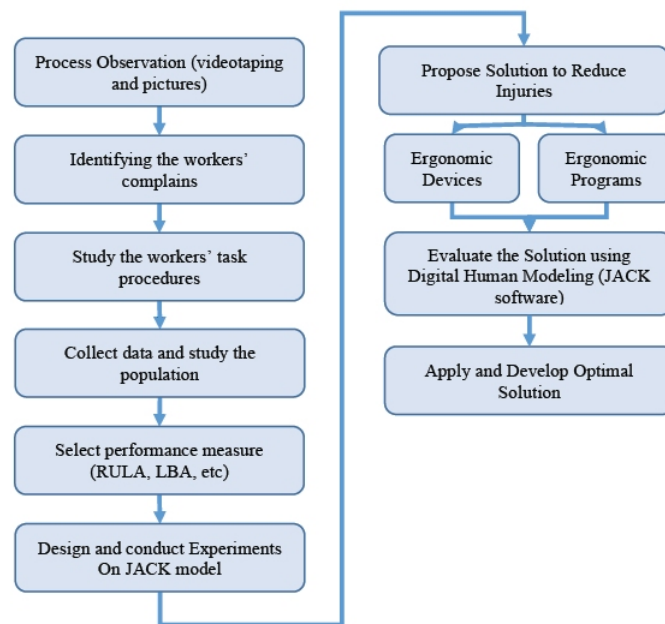 Process Observation (videotaping
and pictures)
Identifying the workers'
complains
Study the workers' task
procedures
Collect data and study the
population
Select performance measure
(RULA, LBA, etc)
Design and conduct Experiments
On JACK model
Propose Solution to Reduce
Injuries
Ergonomic
Devices
Ergonomic
Programs
Evaluate the Solution using
Digital Human Modeling (JACK
software)
Apply and Develop Optimal
Solution